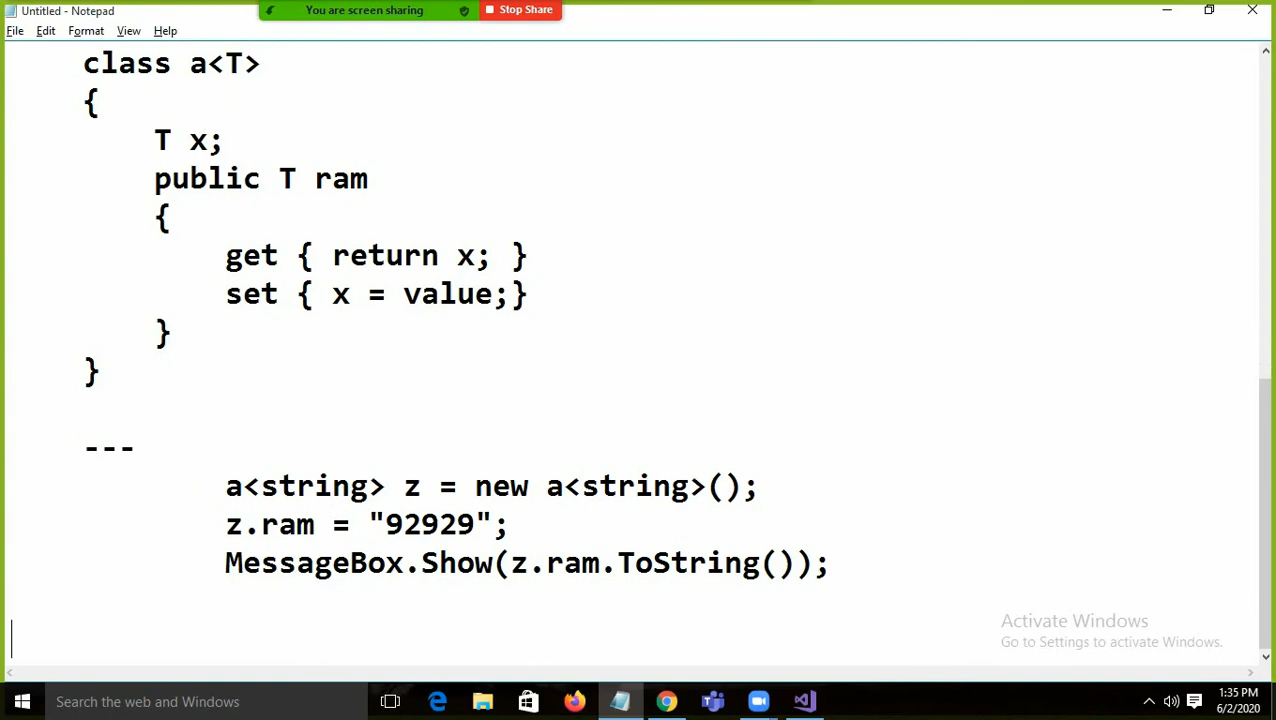 Untitled - Notepad
You are screen sharing
Stop Share
File Edit Format View Help
class a<T>
{
T x;
public T ram
{
get { return x; }
set { x = value;}
}
}
---
a<string> z = new a<string>();
z.ram = "92929";
MessageBox.Show(z.ram.ToString());
Activate Windows
Go to Settings to activate Windows.
Search the web and Windows
1:35 PM
6/2/2020